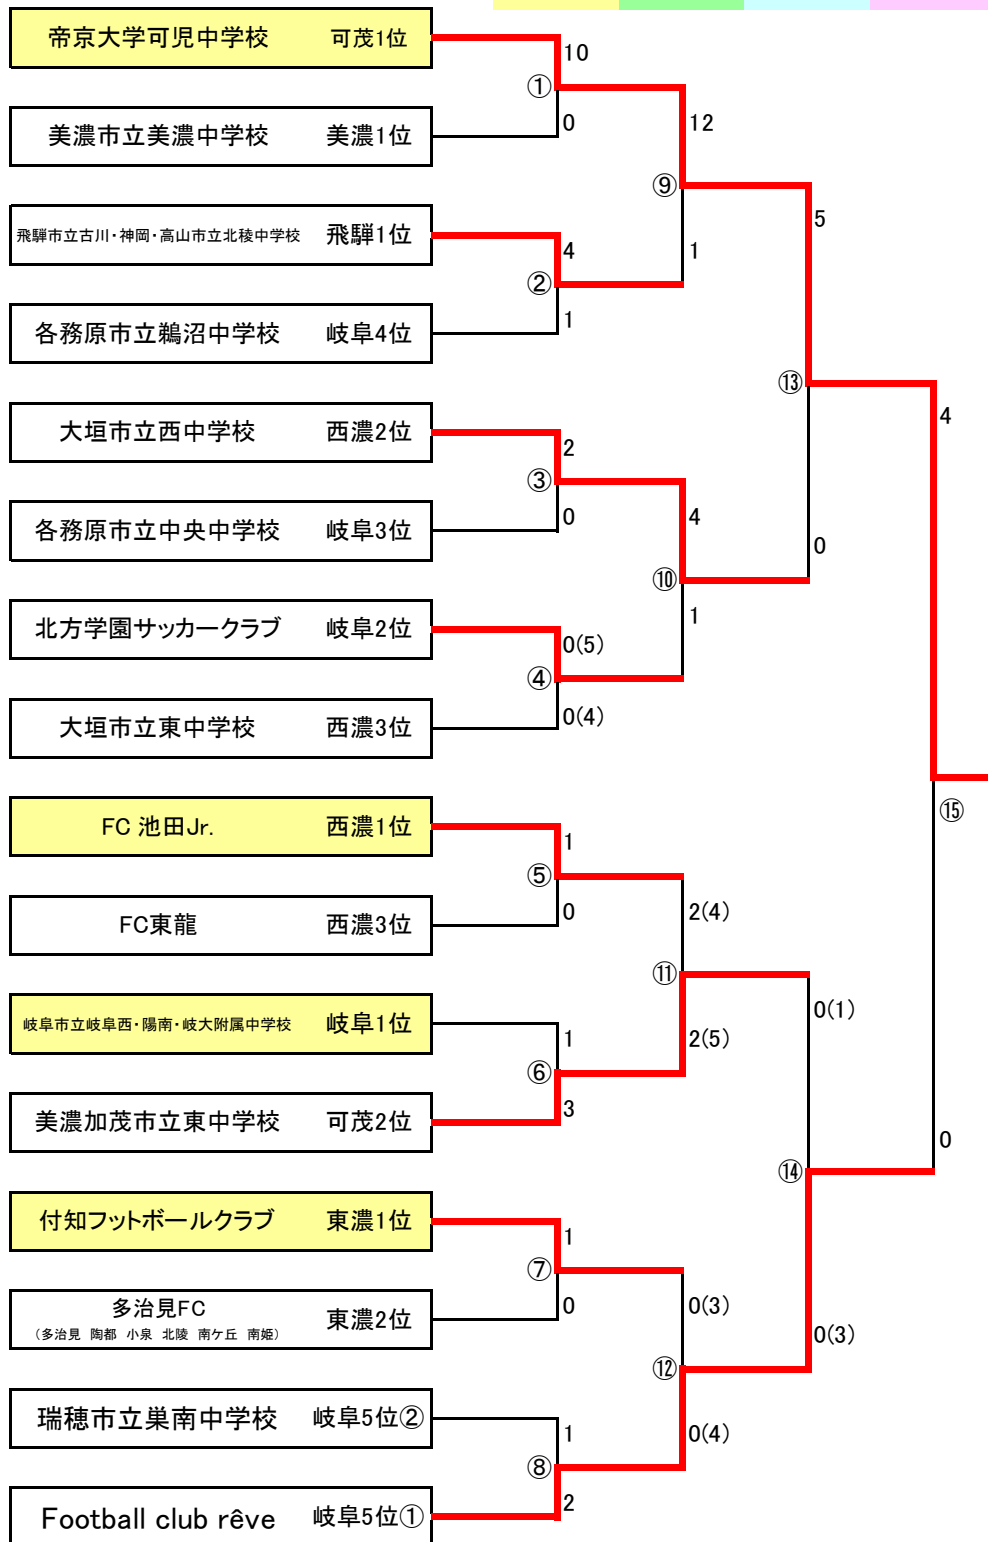 帝京大学可児中学校 可茂1位
10
①
12
0
美濃市立美濃中学校 美濃1位
⑨
5
飛騨市立古川・神岡・高山市立北稜中学校 飛騨1位
4
1
②
1
各務原市立鵜沼中学校 岐阜4位
⑬
4
大垣市立西中学校 西濃2位
2
③
4
0
各務原市立中央中学校 岐阜3位
0
⑩
1
北方学園サッカークラブ 岐阜2位
0(5)
④
0(4)
大垣市立東中学校 西濃3位
⑮
FC 池田Jr. 西濃1位
1
⑤
2(4)
0
FC東龍 西濃3位
⑪
0(1)
岐阜市立岐阜西・陽南・岐大附属中学校 岐阜1位
1
2(5)
⑥
3
美濃加茂市立東中学校 可茂2位
0
⑭
付知フットボールクラブ 東濃1位
1
⑦
0(3)
0
多治見FC 東濃2位
(多治見 陶都 小泉 北陵 南ケ丘 南姫)
0(3)
⑫
瑞穂市立巣南中学校 岐阜5位②
1
0(4)
⑧
2
Football club rêve 岐阜5位①